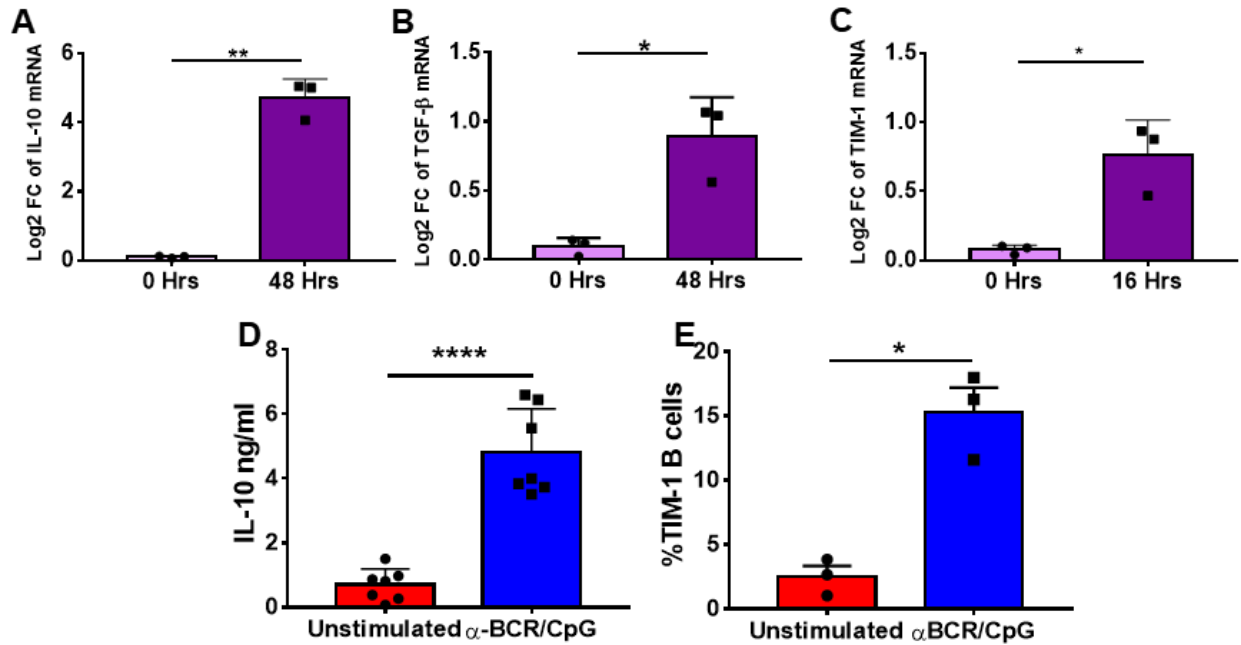 A
Log2 FC of IL-10 mRNA
6
4
2
0
**
0 Hrs
48 Hrs
B
Log2 FC of TGF-β mRNA
1.5
1.0
0.5
0.0
*
0 Hrs
48 Hrs
C
Log2 FC of TIM-1 mRNA
1.5
1.0
0.5
0.0
*
0 Hrs
16 Hrs
D
IL-10 ng/ml
8
6
4
2
0
****
Unstimulated
α-BCR/CpG
E
%TIM-1 B cells
20
15
10
5
0
*
Unstimulated
αBCR/CpG